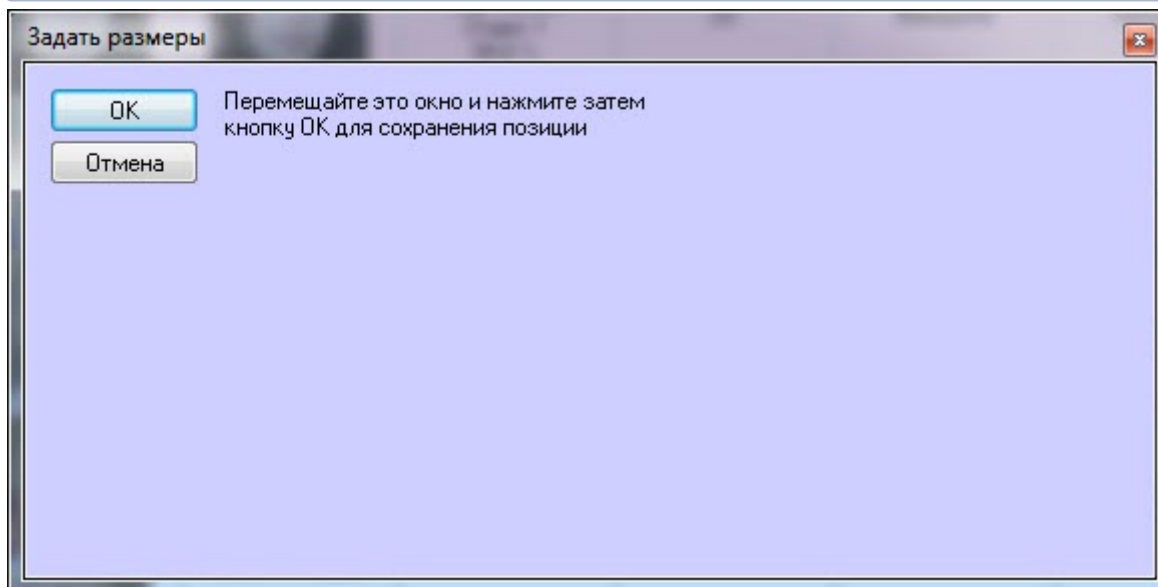 Задать размеры
OK
Перемещайте это окно и нажмите затем
кнопку OK для сохранения позиции
Отмена